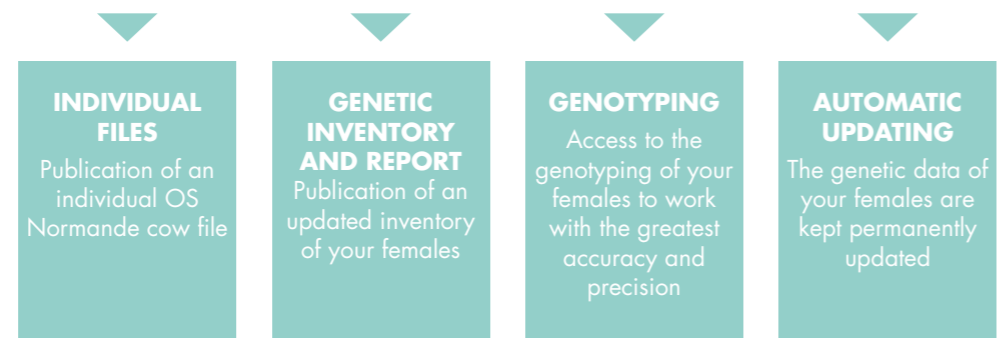 INDIVIDUAL
FILES
Publication of an
individual OS
Normande cow file
GENETIC
INVENTORY
AND REPORT
Publication of an
updated inventory
of your females
GENOTYPING
Access to the
genotyping of your
females to work
with the greatest
accuracy and
precision
AUTOMATIC
UPDATING
The genetic data of
your females are
kept permanently
updated